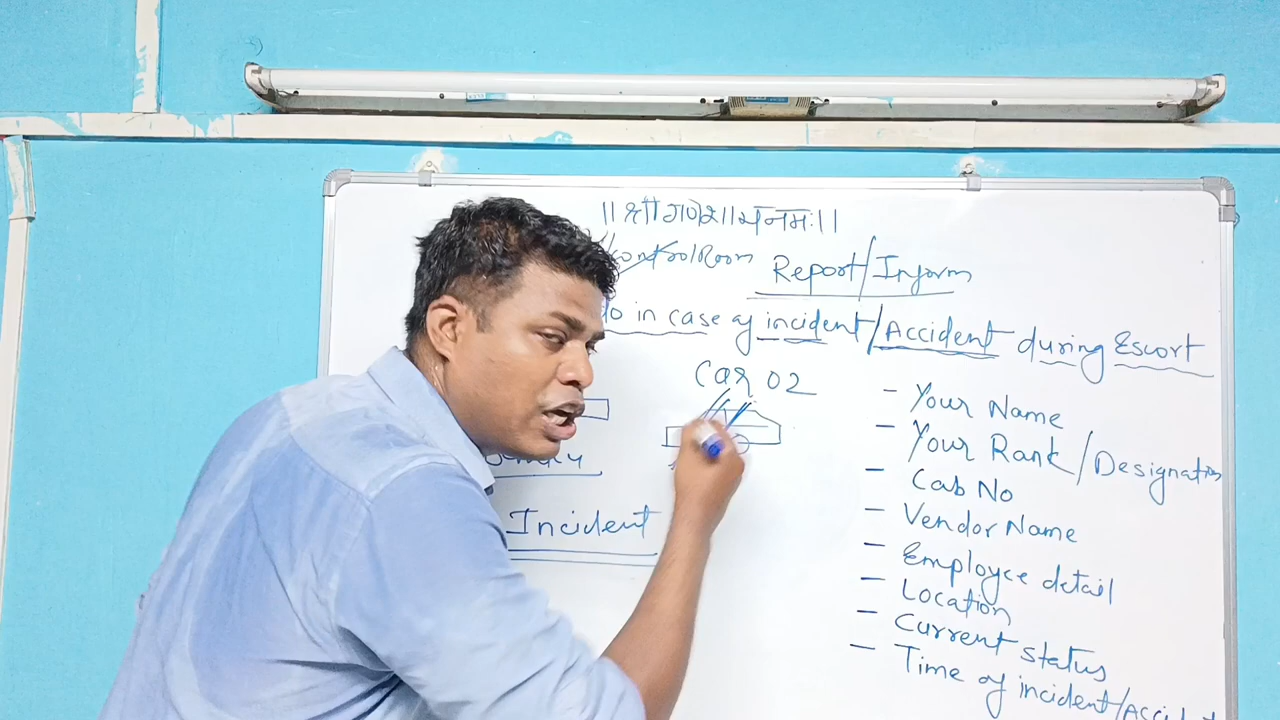 ॥ श्री गणेशाय नमः ॥
/Control Room
Report/Inform
do in case of incident/Accident during Escort
Car 02
- Your Name
- Your Rank/Designation
- Cab No
- Vendor Name
- Employee detail
- Location
- Current status
- Time of incident/Accident
Incident